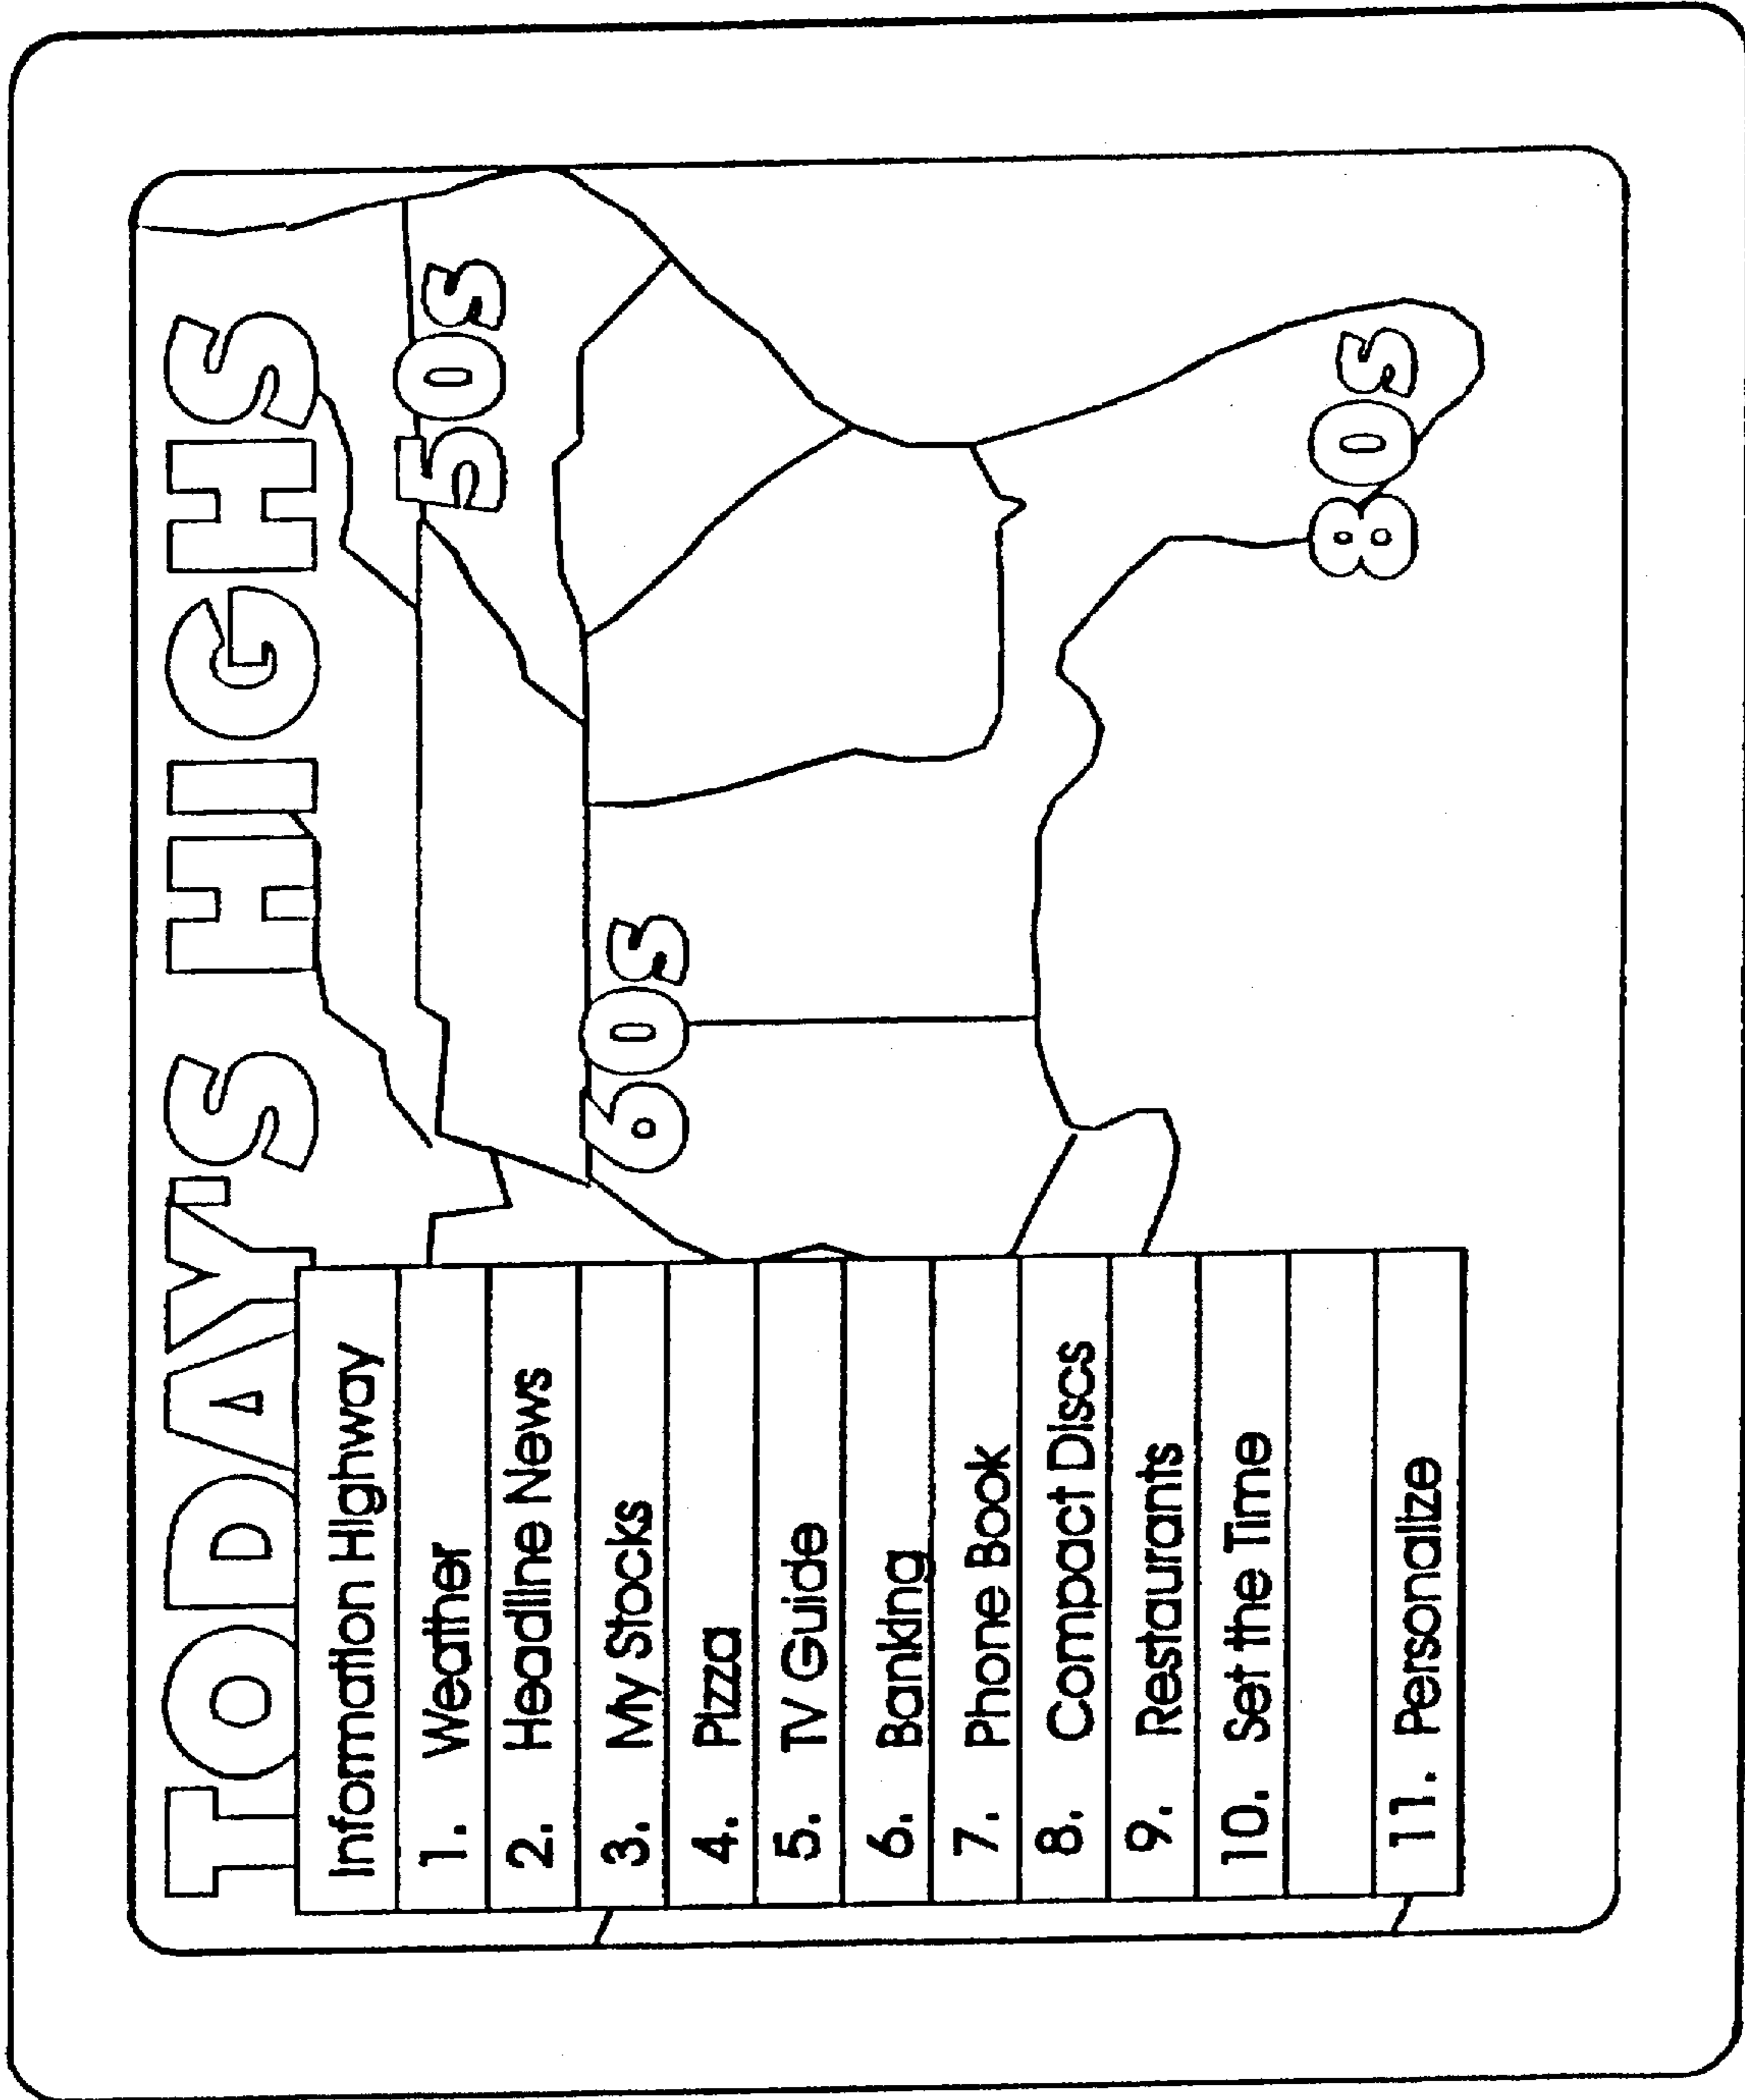 TODAY'S HIGHS
Information Highway
1. Weather
2. Headline News
3. My Stocks
4. Pizza
5. TV Guide
6. Banking
7. Phone Book
8. Compact Discs
9. Restaurants
10. Set the Time
11. Personalize
50s
60s
80s